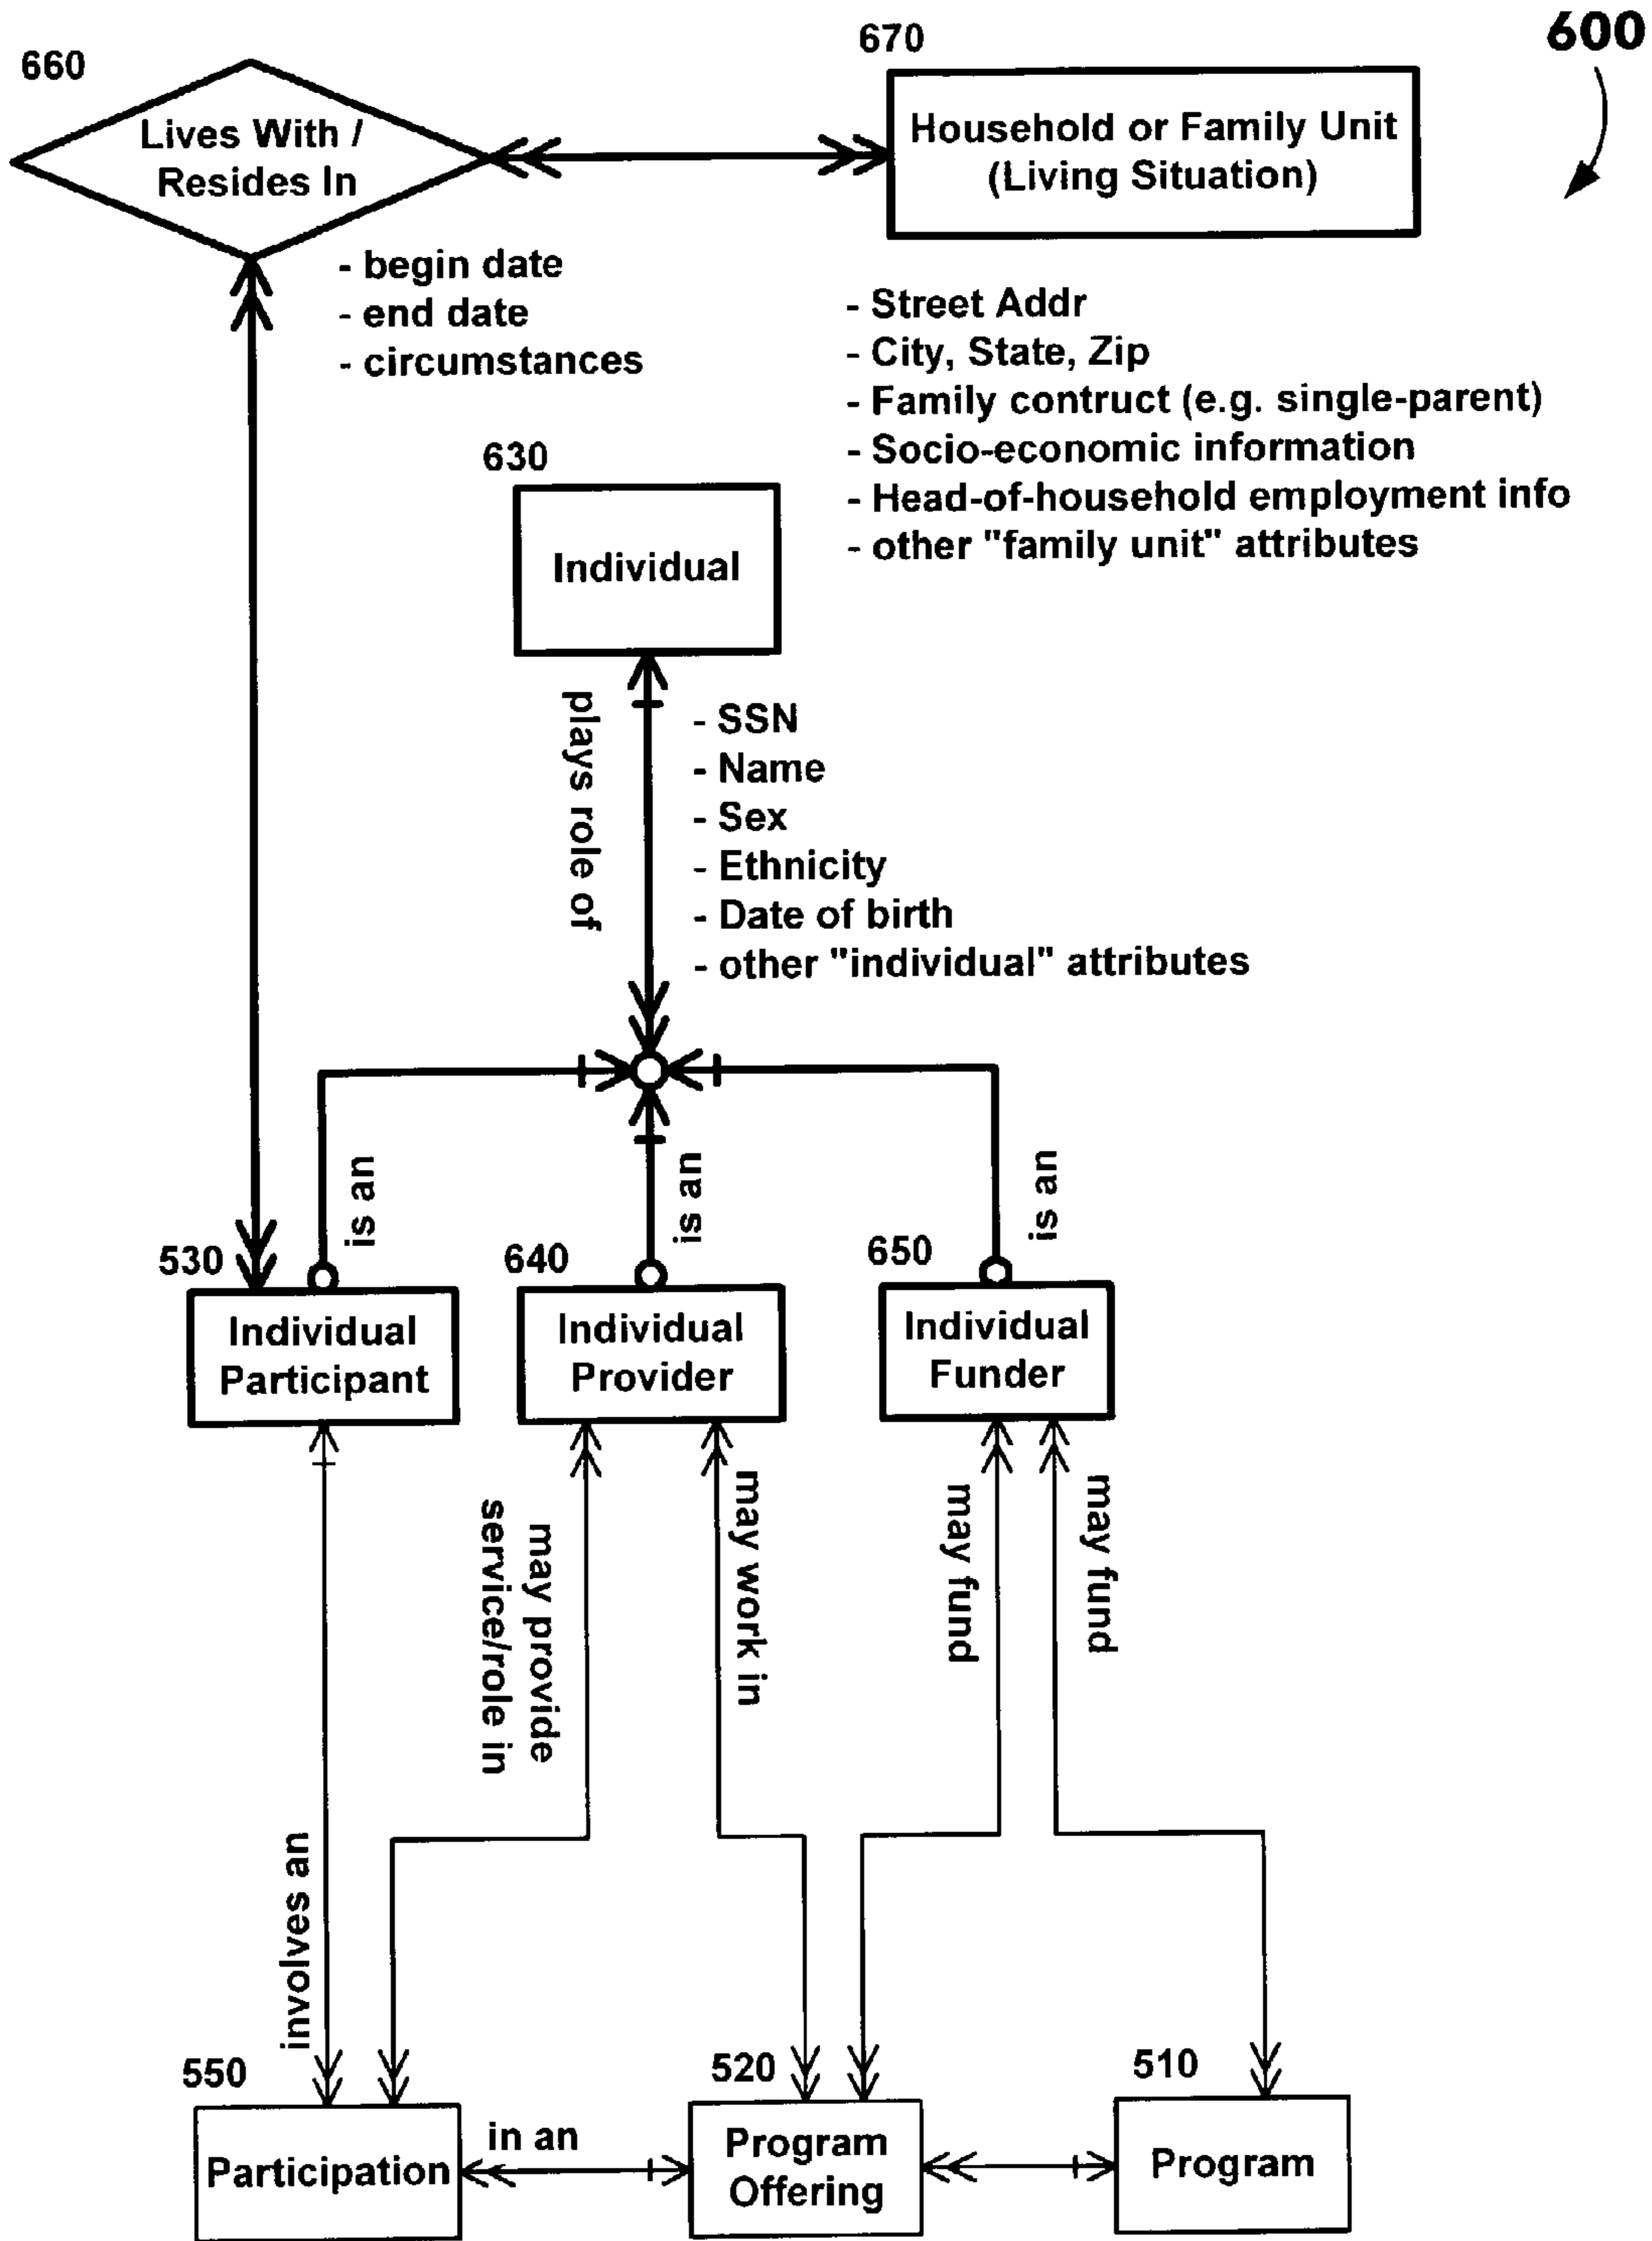 600
660
670
Lives With /
Resides In
Household or Family Unit
(Living Situation)
- begin date
- end date
- circumstances
- Street Addr
- City, State, Zip
- Family contruct (e.g. single-parent)
- Socio-economic information
- Head-of-household employment info
- other "family unit" attributes
630
Individual
plays role of
- SSN
- Name
- Sex
- Ethnicity
- Date of birth
- other "individual" attributes
is an
is an
is an
530
640
650
Individual
Participant
Individual
Provider
Individual
Funder
involves an
may provide
service/role in
may work in
may fund
may fund
550
520
510
Participation
in an
Program
Offering
Program